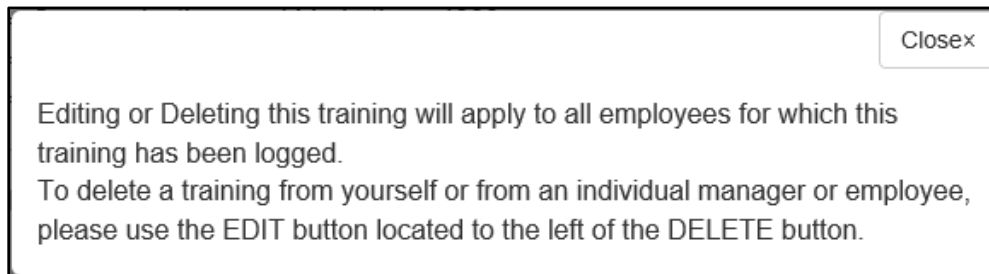 Close×
Editing or Deleting this training will apply to all employees for which this
training has been logged.
To delete a training from yourself or from an individual manager or employee,
please use the EDIT button located to the left of the DELETE button.